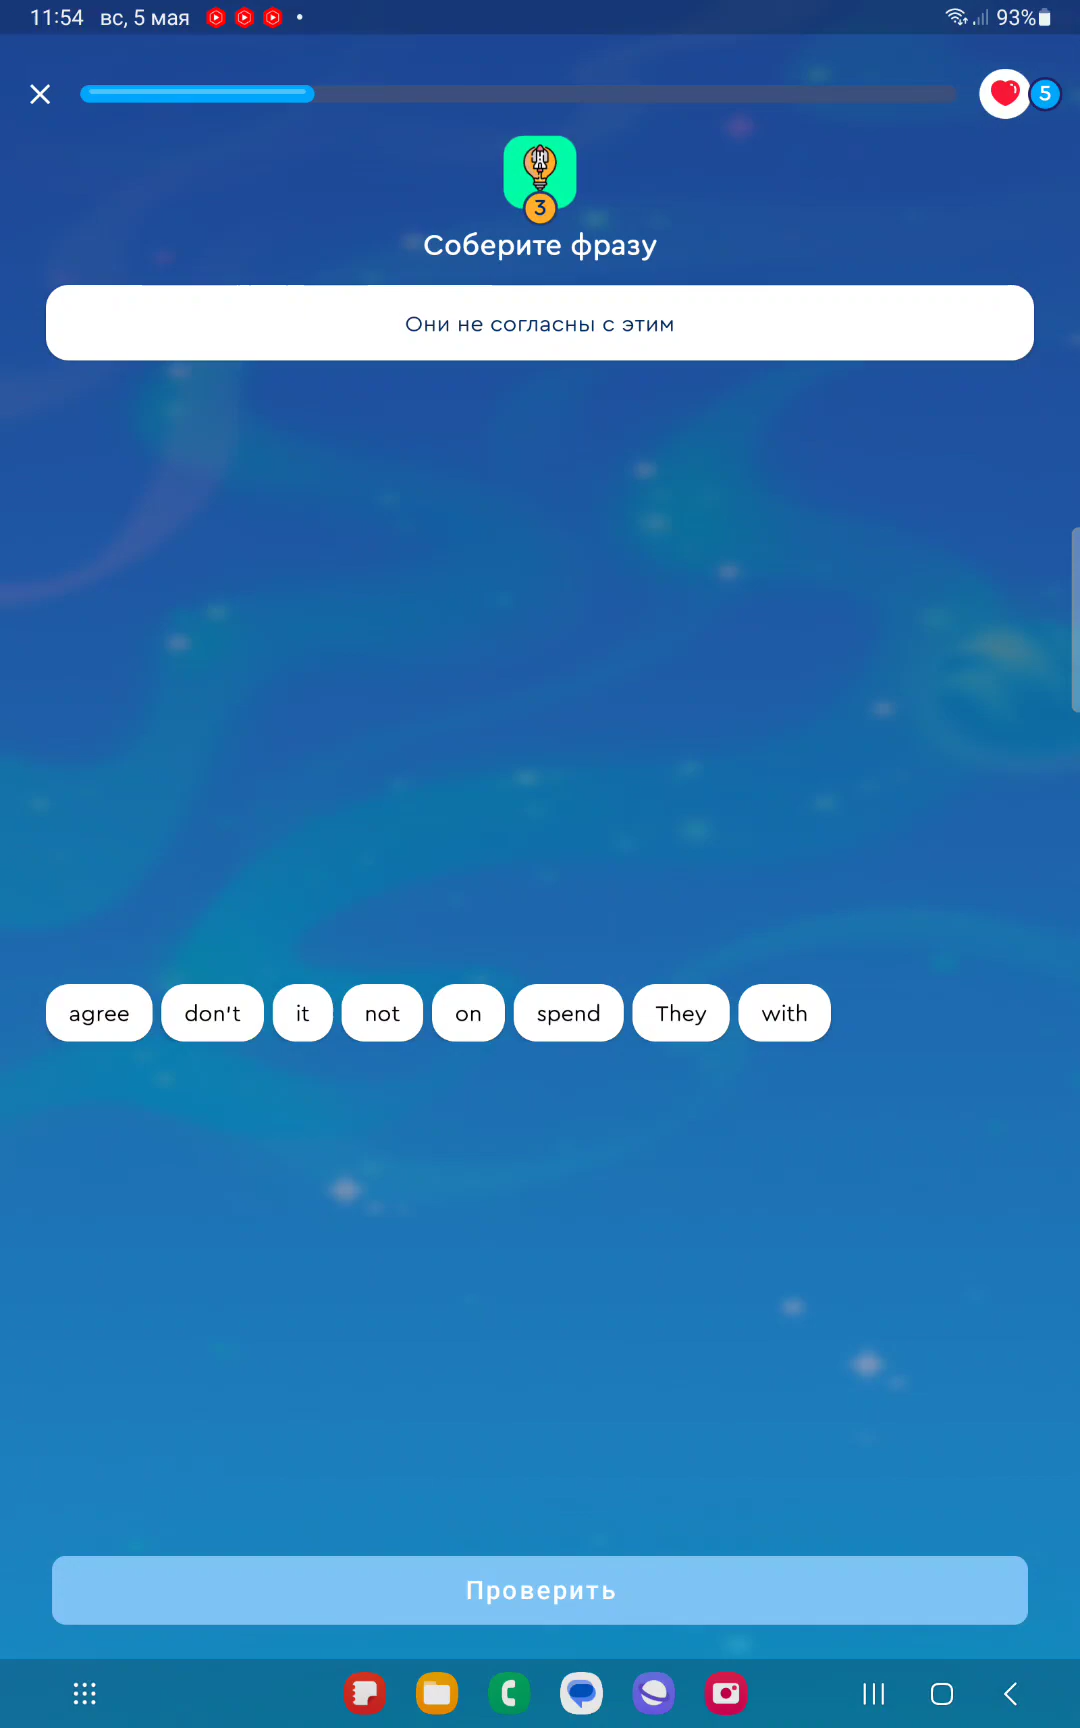 11:54 вс, 5 мая 93%
5
3
Соберите фразу
Они не согласны с этим
agree don't it not on spend They with
Проверить